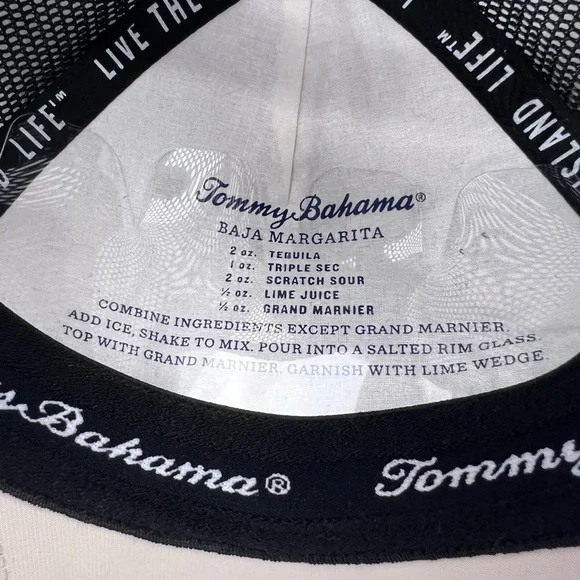 LIVE THE
LIFE™
ISLAND LIFE™
Tommy Bahama®
BAJA MARGARITA
2 oz. TEQUILA
1 oz. TRIPLE SEC
2 oz. SCRATCH SOUR
½ oz. LIME JUICE
½ oz. GRAND MARNIER
COMBINE INGREDIENTS EXCEPT GRAND MARNIER.
ADD ICE, SHAKE TO MIX. POUR INTO A SALTED RIM GLASS.
TOP WITH GRAND MARNIER. GARNISH WITH LIME WEDGE.
Bahama®
Tommy